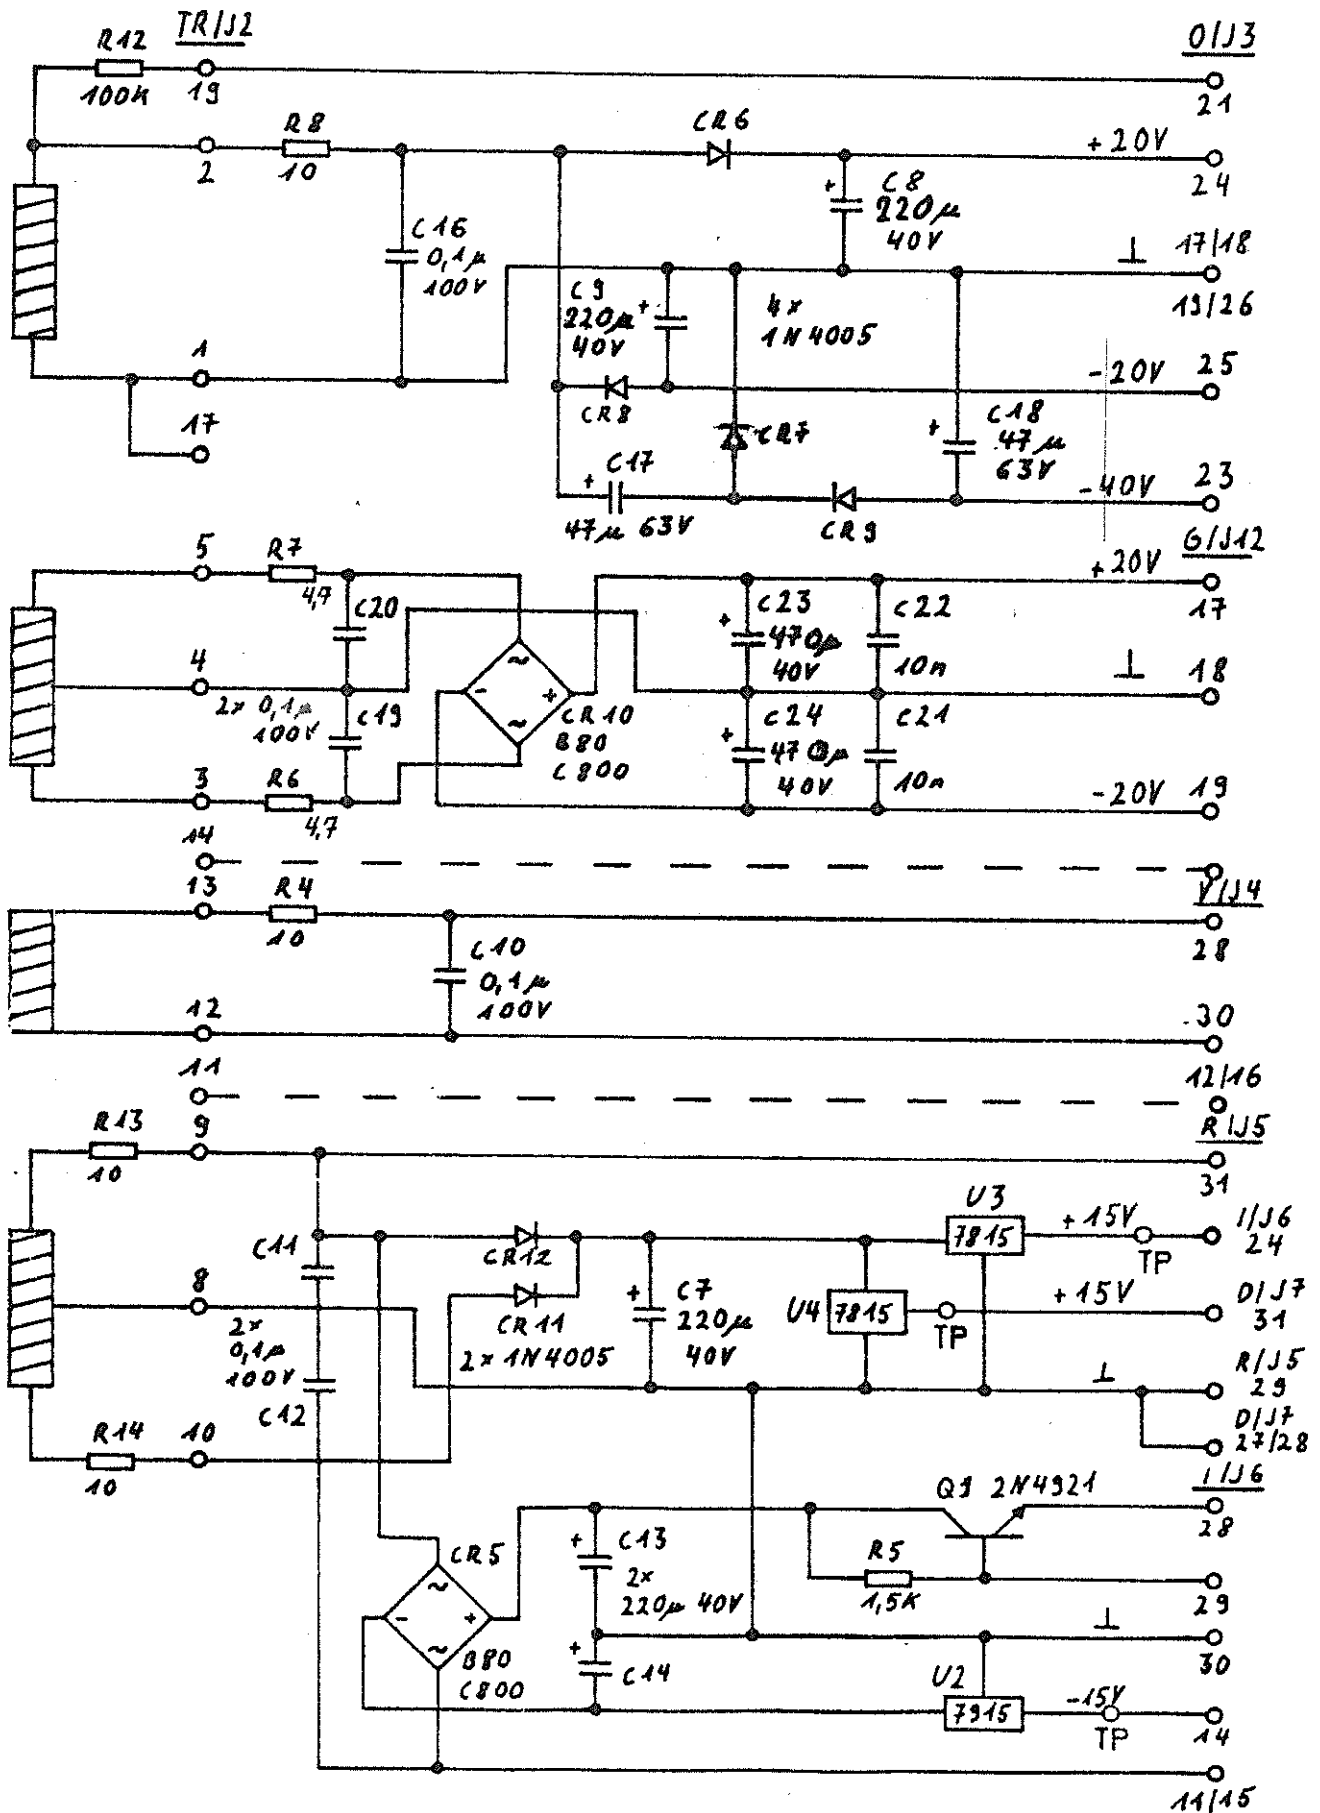 TR/J2
O/J3
R12
100K
19
21
R8
10
2
CR6
+20V
24
C16
0,1µ
100V
+
C8
220µ
40V
⊥
17/18
19/26
C9
220µ
40V
+
4x
1N4005
1
17
CR8
-20V
25
CR7
C17
+
47µ 63V
CR9
+
C18
47µ
63V
-40V
23
G/J12
5
R7
4,7
C20
+20V
17
C23
+
470µ
40V
C22
10n
4
2x 0,1µ
100V
C19
~
-
+
~
CR10
B80
C800
⊥
18
C24
+
470µ
40V
C21
10n
3
R6
4,7
-20V
19
14
V/J4
13
R4
10
28
C10
0,1µ
100V
12
30
11
12/16
R13
10
9
R/J5
31
C11
CR12
U3
7815
+15V
TP
I/J6
24
8
2x
0,1µ
100V
C12
CR11
2x 1N4005
+
C7
220µ
40V
U4
7815
TP
+15V
D/J7
31
⊥
R/J5
29
D/J7
27/28
R14
10
10
Q9 2N4921
I/J6
28
CR5
~
-
+
~
B80
C800
+
C13
2x
220µ 40V
R5
1,5K
29
⊥
30
+
C14
U2
7915
-15V
TP
14
11/15